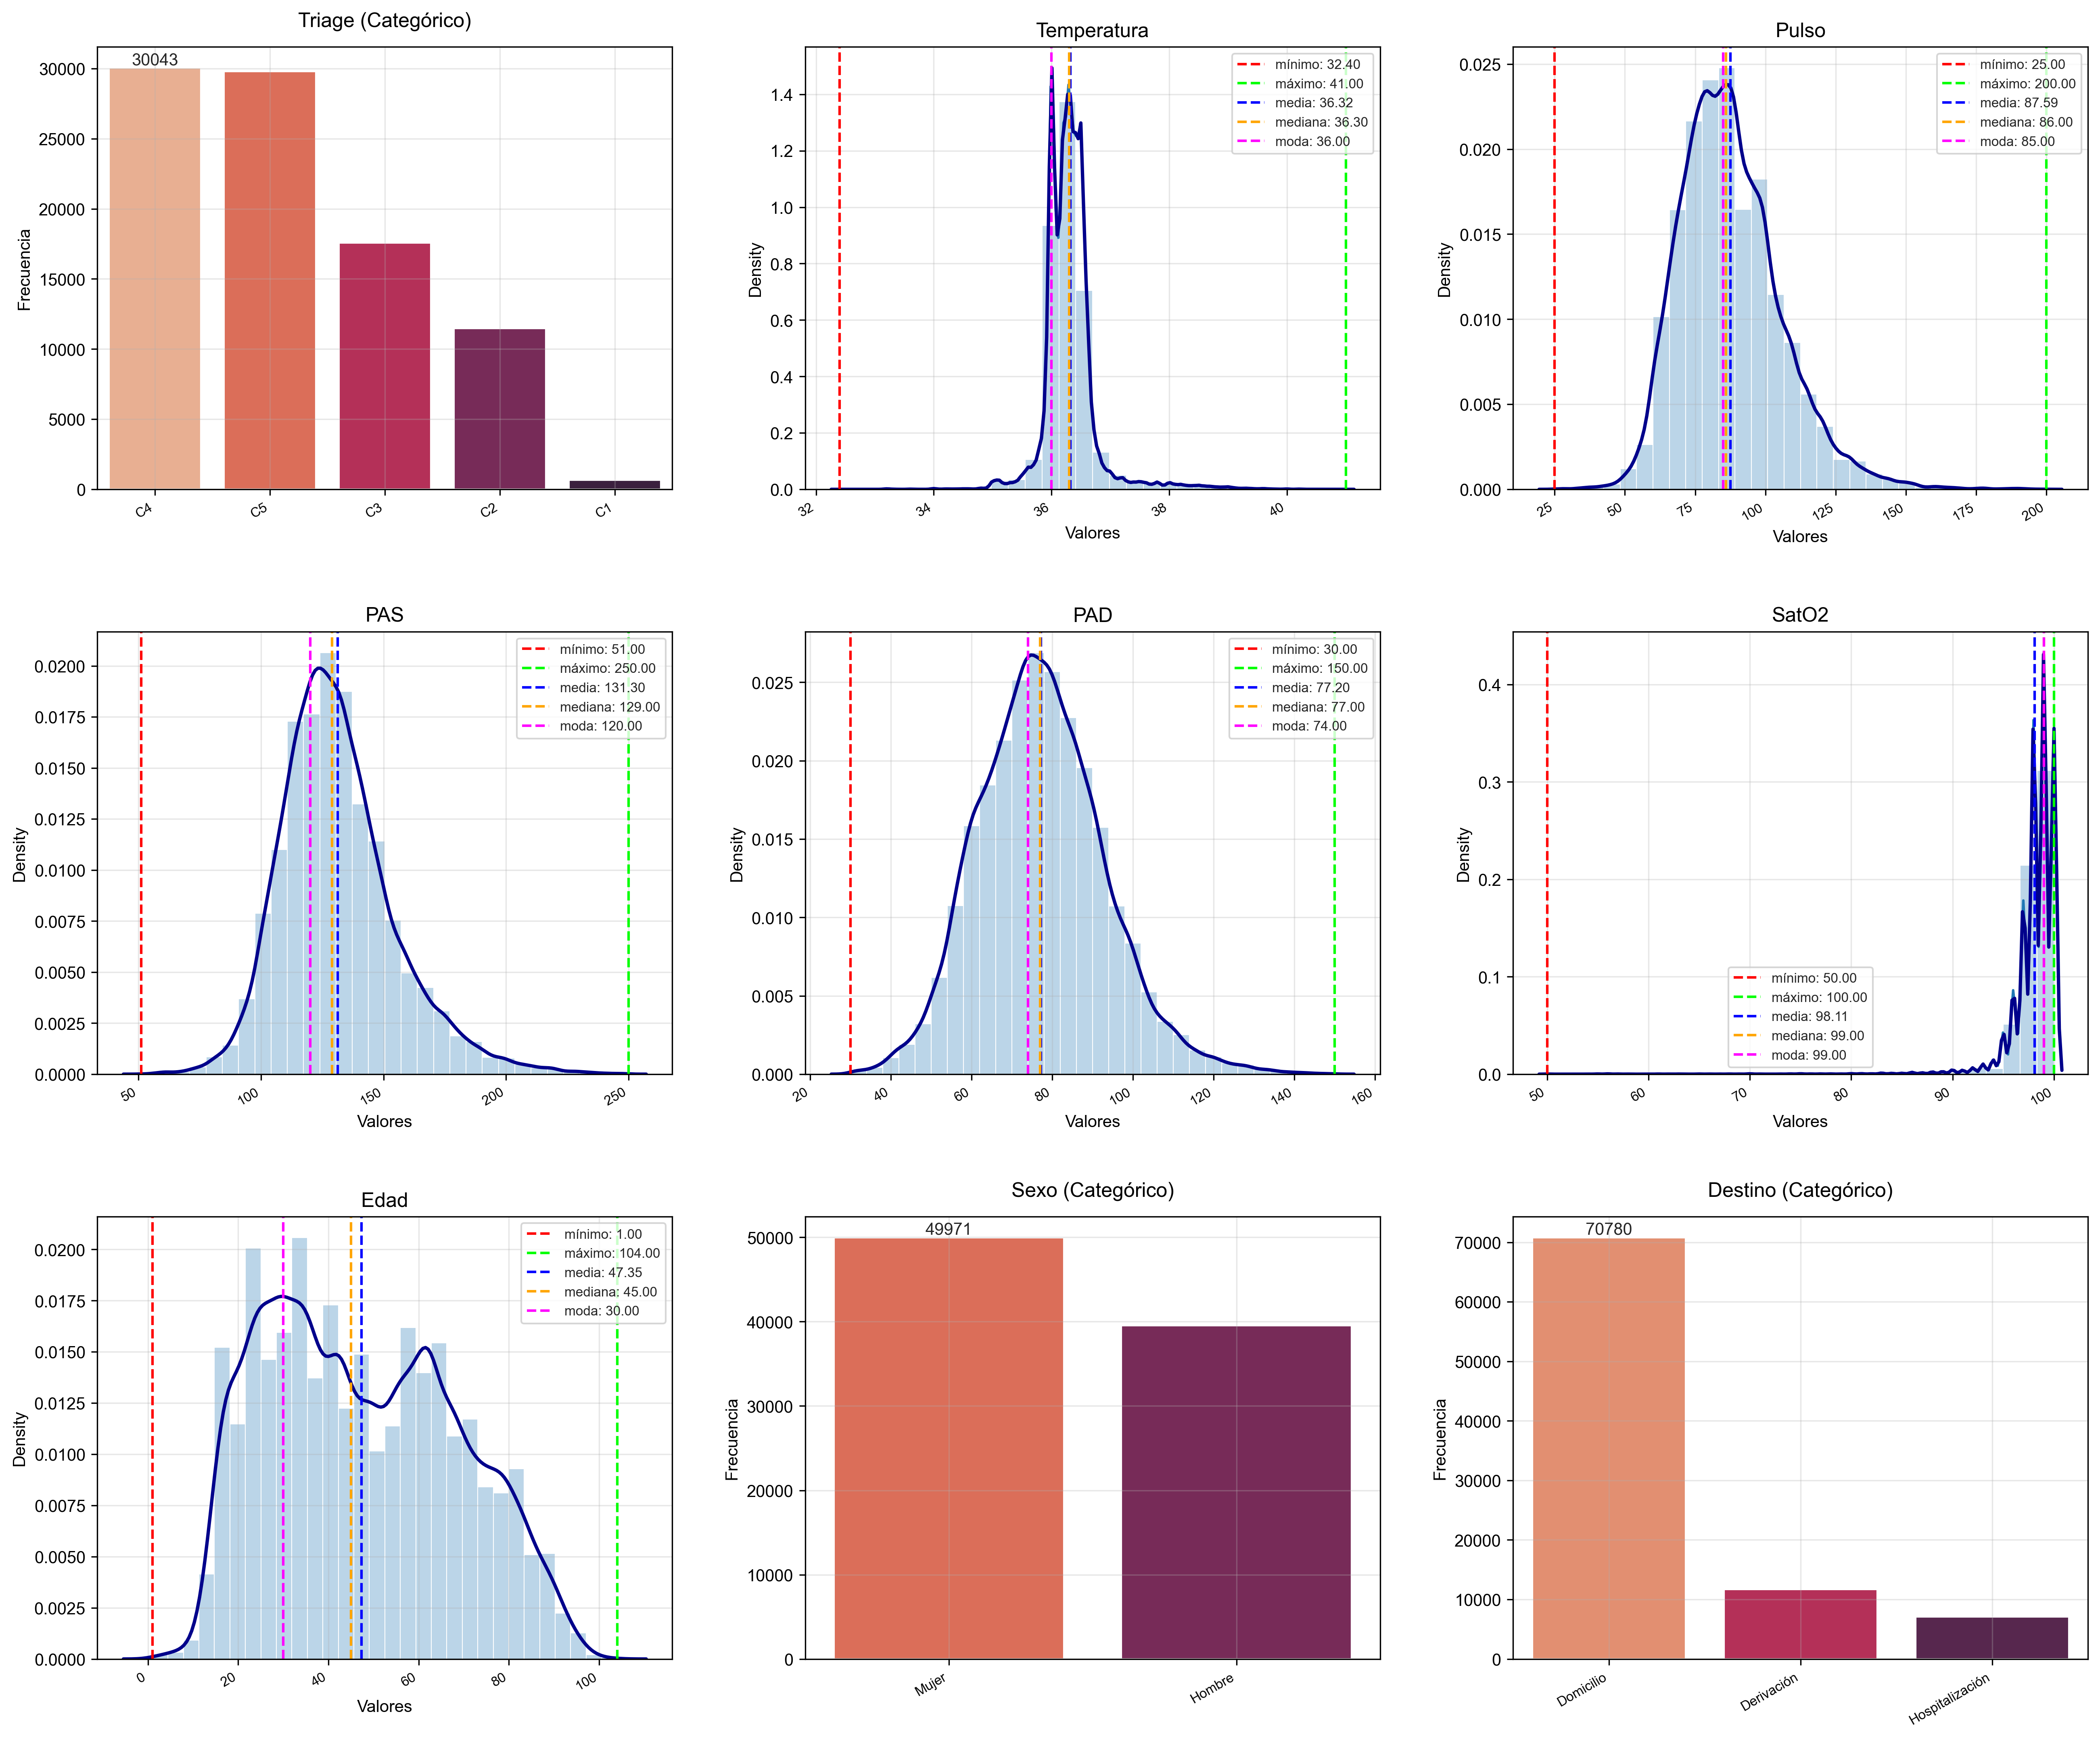 Triage (Categórico)
30043
Frecuencia
30000
25000
20000
15000
10000
5000
0
C4
C5
C3
C2
C1
Temperatura
mínimo: 32.40
máximo: 41.00
media: 36.32
mediana: 36.30
moda: 36.00
Density
1.4
1.2
1.0
0.8
0.6
0.4
0.2
0.0
32
34
36
38
40
Valores
Pulso
mínimo: 25.00
máximo: 200.00
media: 87.59
mediana: 86.00
moda: 85.00
Density
0.025
0.020
0.015
0.010
0.005
0.000
25
50
75
100
125
150
175
200
Valores
PAS
mínimo: 51.00
máximo: 250.00
media: 131.30
mediana: 129.00
moda: 120.00
Density
0.0200
0.0175
0.0150
0.0125
0.0100
0.0075
0.0050
0.0025
0.0000
50
100
150
200
250
Valores
PAD
mínimo: 30.00
máximo: 150.00
media: 77.20
mediana: 77.00
moda: 74.00
Density
0.025
0.020
0.015
0.010
0.005
0.000
20
40
60
80
100
120
140
160
Valores
SatO2
Density
0.4
0.3
0.2
0.1
0.0
mínimo: 50.00
máximo: 100.00
media: 98.11
mediana: 99.00
moda: 99.00
50
60
70
80
90
100
Valores
Edad
mínimo: 1.00
máximo: 104.00
media: 47.35
mediana: 45.00
moda: 30.00
Density
0.0200
0.0175
0.0150
0.0125
0.0100
0.0075
0.0050
0.0025
0.0000
0
20
40
60
80
100
Valores
Sexo (Categórico)
49971
Frecuencia
50000
40000
30000
20000
10000
0
Mujer
Hombre
Destino (Categórico)
70780
Frecuencia
70000
60000
50000
40000
30000
20000
10000
0
Domicilio
Derivación
Hospitalización